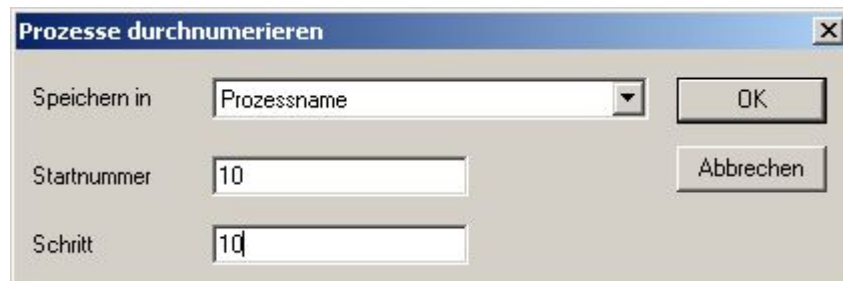 Prozesse durchnumerieren
Speichern in Prozessname OK
Startnummer 10 Abbrechen
Schritt 10